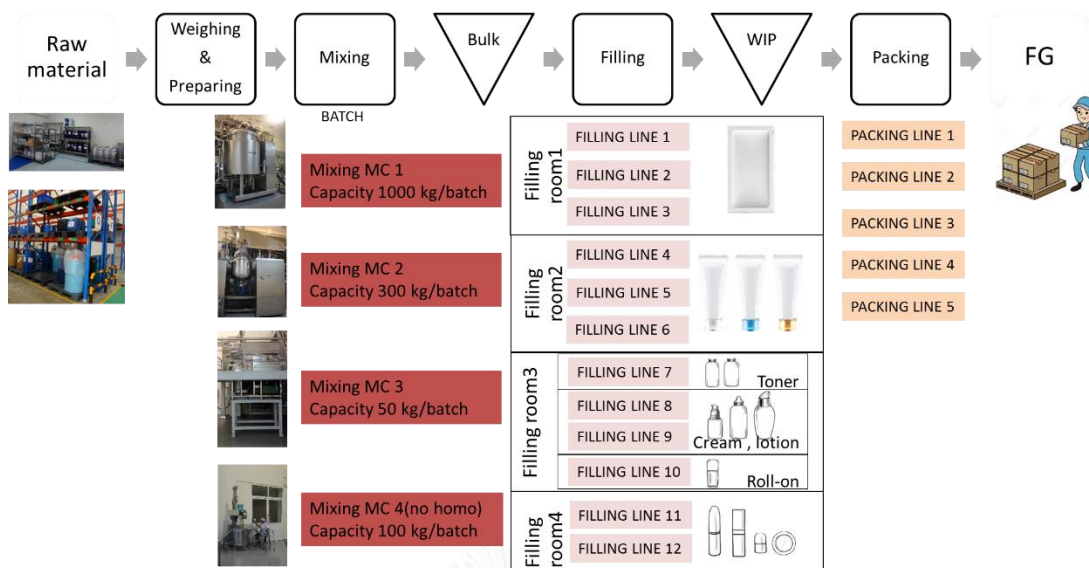 Raw
material
Weighing
&
Preparing
Mixing
Bulk
Filling
WIP
Packing
FG
BATCH
Mixing MC 1
Capacity 1000 kg/batch
Mixing MC 2
Capacity 300 kg/batch
Mixing MC 3
Capacity 50 kg/batch
Mixing MC 4(no homo)
Capacity 100 kg/batch
Filling
room1
FILLING LINE 1
FILLING LINE 2
FILLING LINE 3
Filling
room2
FILLING LINE 4
FILLING LINE 5
FILLING LINE 6
Filling room3
FILLING LINE 7
Toner
FILLING LINE 8
FILLING LINE 9
Cream , lotion
FILLING LINE 10
Roll-on
Filling
room4
FILLING LINE 11
FILLING LINE 12
PACKING LINE 1
PACKING LINE 2
PACKING LINE 3
PACKING LINE 4
PACKING LINE 5